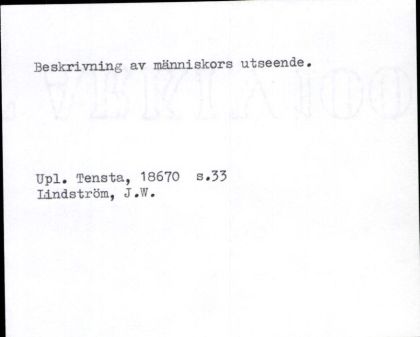 Beskrivning av människors utseende.
Upl. Tensta, 18670 s.33
Lindström, J.W.